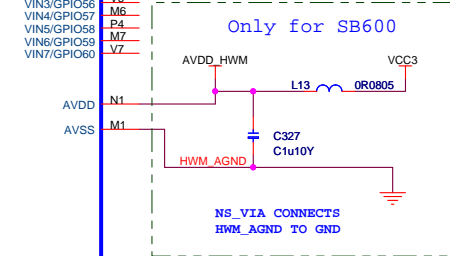 VIN3/GPIO56
VIN4/GPIO57 M6
VIN5/GPIO58 P4
VIN6/GPIO59 M7
VIN7/GPIO60 V7
Only for SB600
AVDD_HWM
VCC3
L13 0R0805
AVDD N1
AVSS M1
C327
C1u10Y
HWM_AGND
NS_VIA CONNECTS
HWM_AGND TO GND